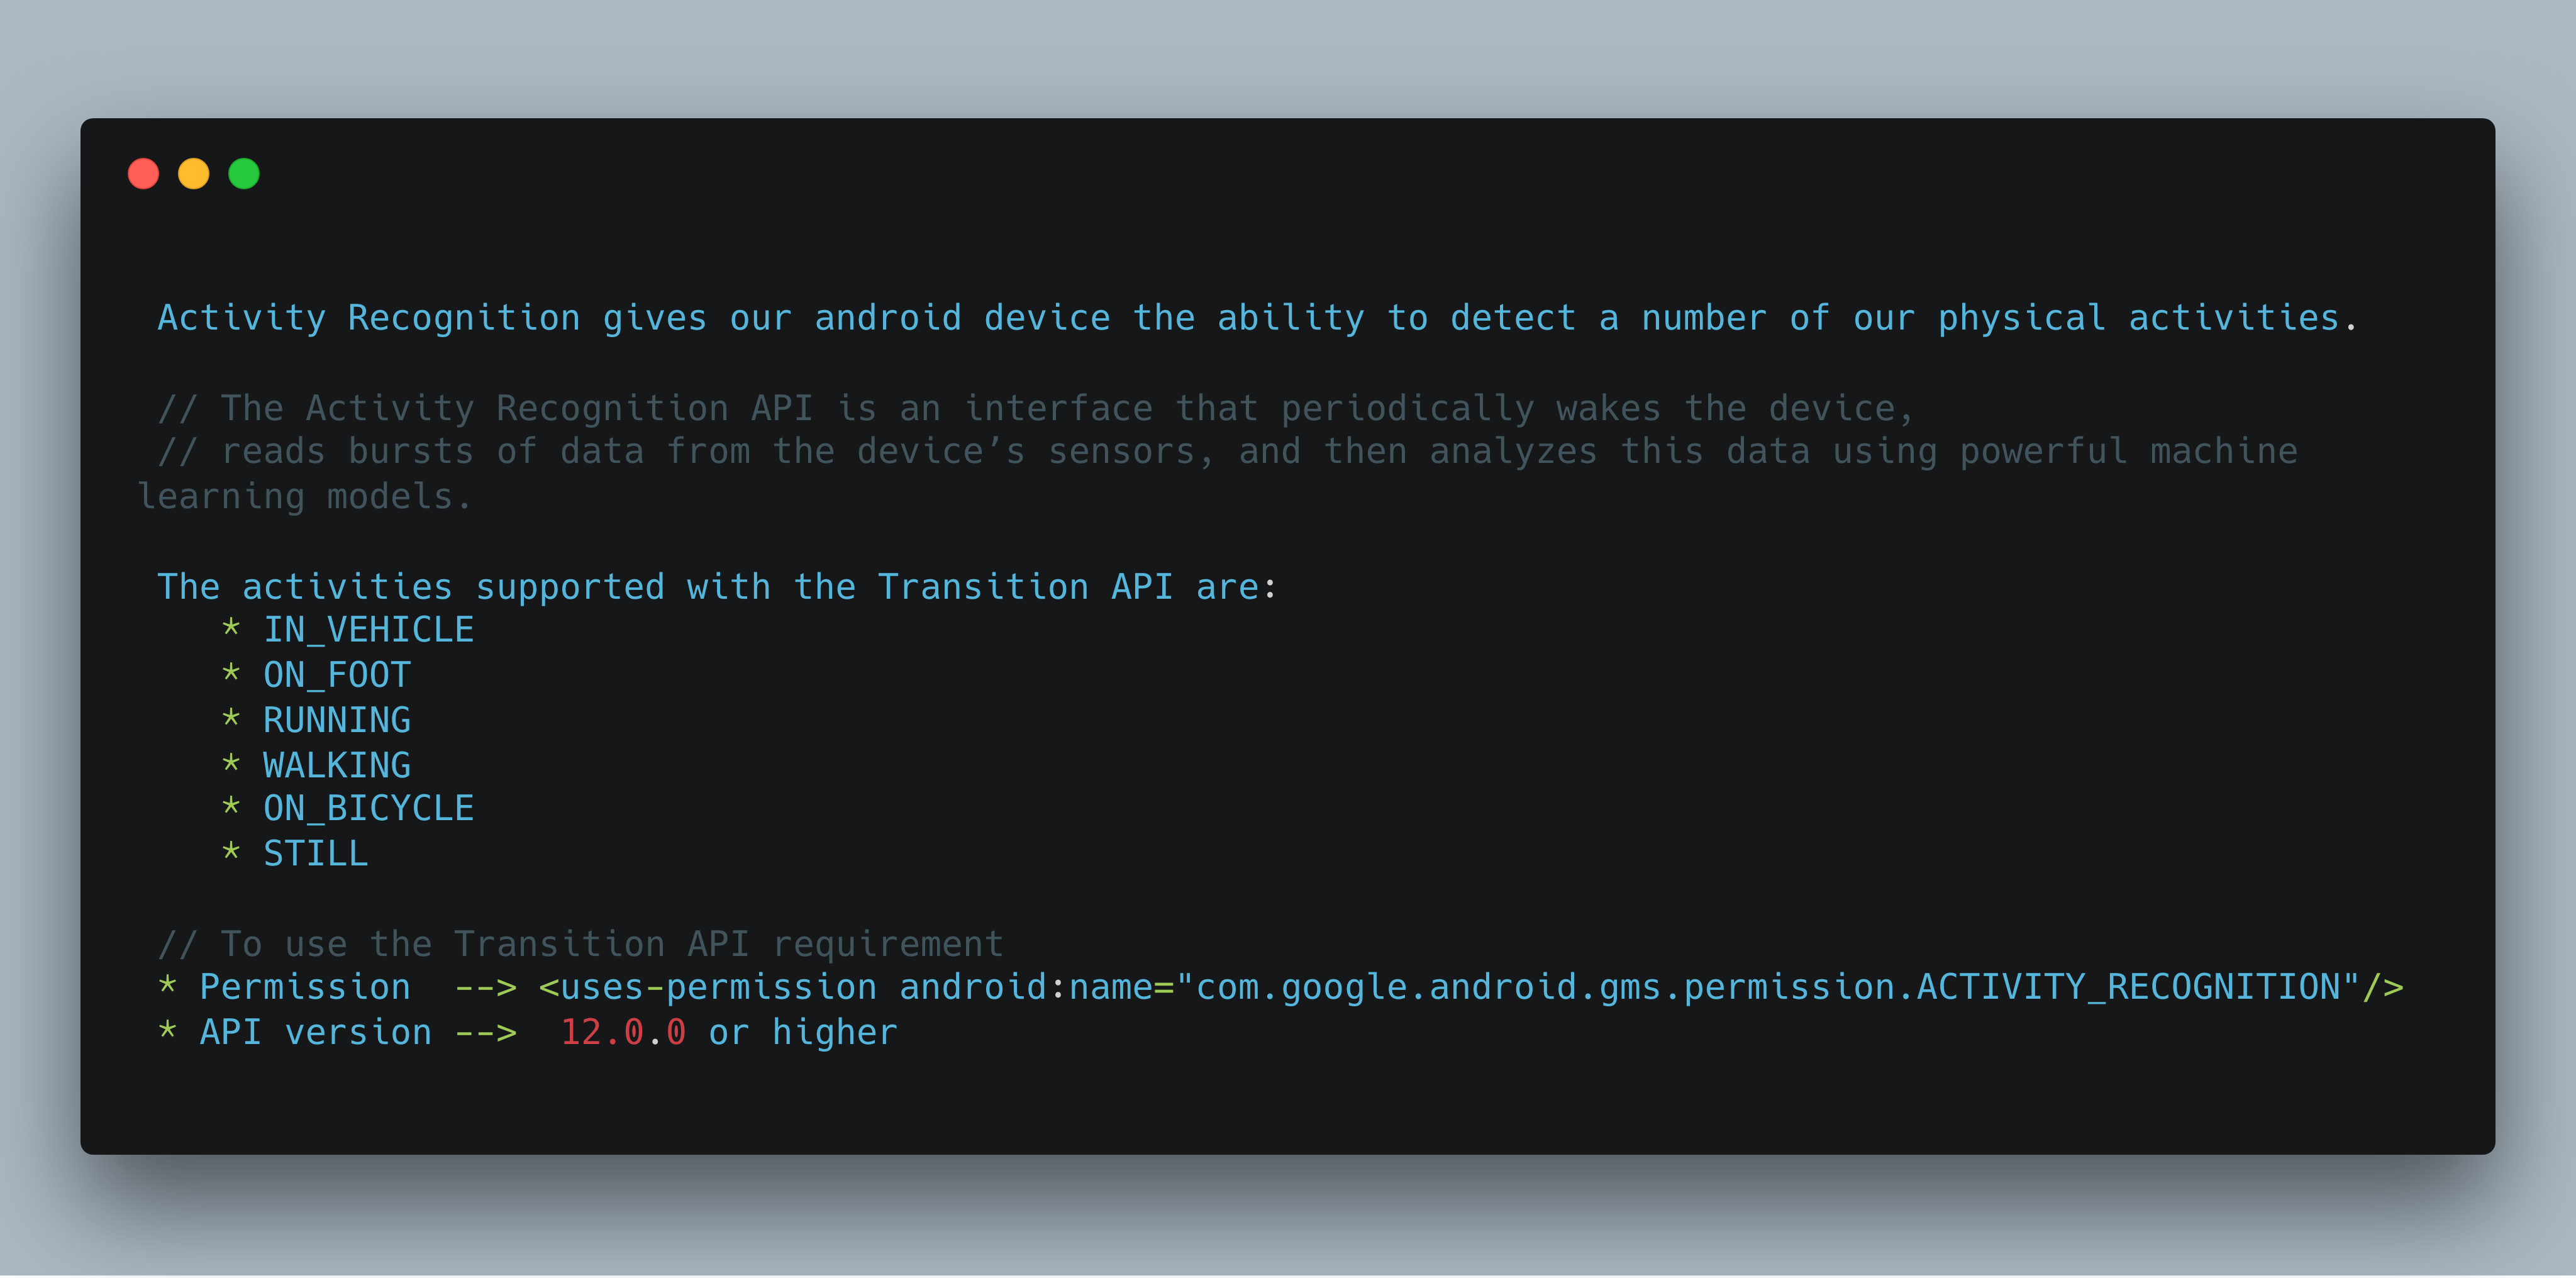 Activity Recognition gives our android device the ability to detect a number of our physical activities.
// The Activity Recognition API is an interface that periodically wakes the device,
// reads bursts of data from the device’s sensors, and then analyzes this data using powerful machine
learning models.
The activities supported with the Transition API are:
* IN_VEHICLE
* ON_FOOT
* RUNNING
* WALKING
* ON_BICYCLE
* STILL
// To use the Transition API requirement
* Permission  --> <uses-permission android:name="com.google.android.gms.permission.ACTIVITY_RECOGNITION"/>
* API version -->  12.0.0 or higher